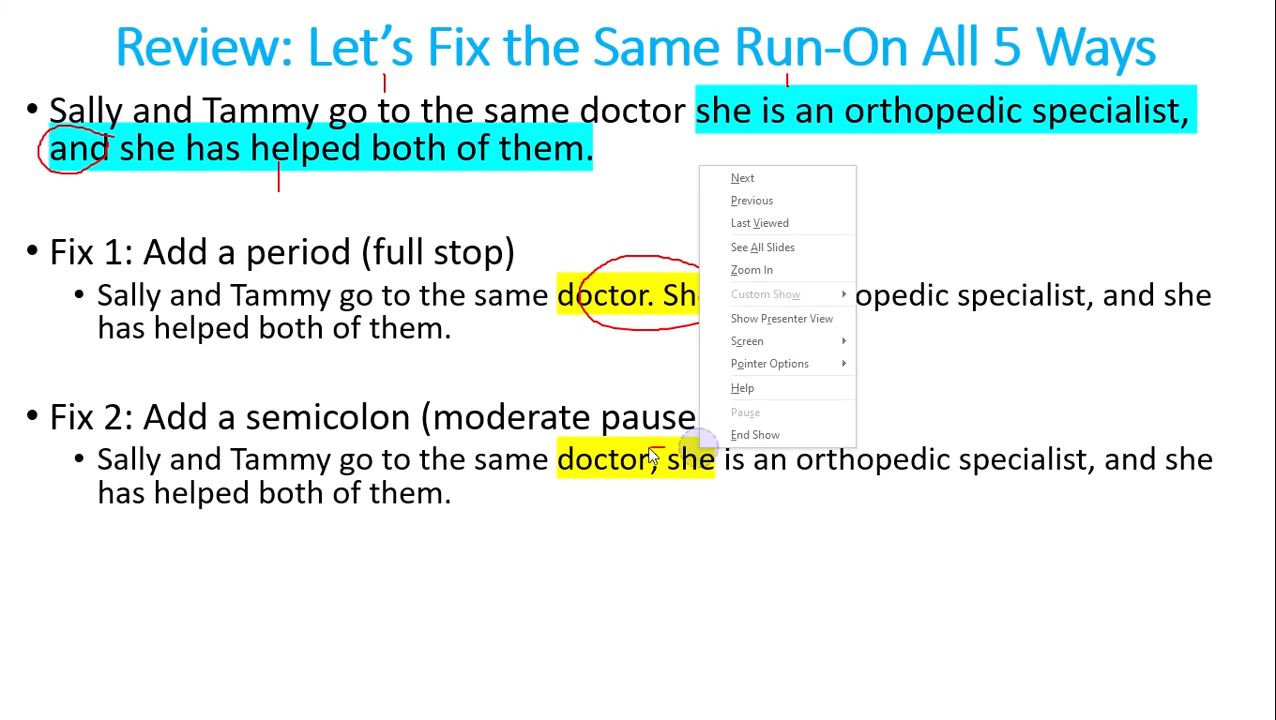 Review: Let's Fix the Same Run-On All 5 Ways
• Sally and Tammy go to the same doctor she is an orthopedic specialist,
and she has helped both of them.
• Fix 1: Add a period (full stop)
• Sally and Tammy go to the same doctor. Sh opedic specialist, and she
has helped both of them.
• Fix 2: Add a semicolon (moderate pause
• Sally and Tammy go to the same doctor; she is an orthopedic specialist, and she
has helped both of them.
Next
Previous
Last Viewed
See All Slides
Zoom In
Custom Show
Show Presenter View
Screen
Pointer Options
Help
Pause
End Show